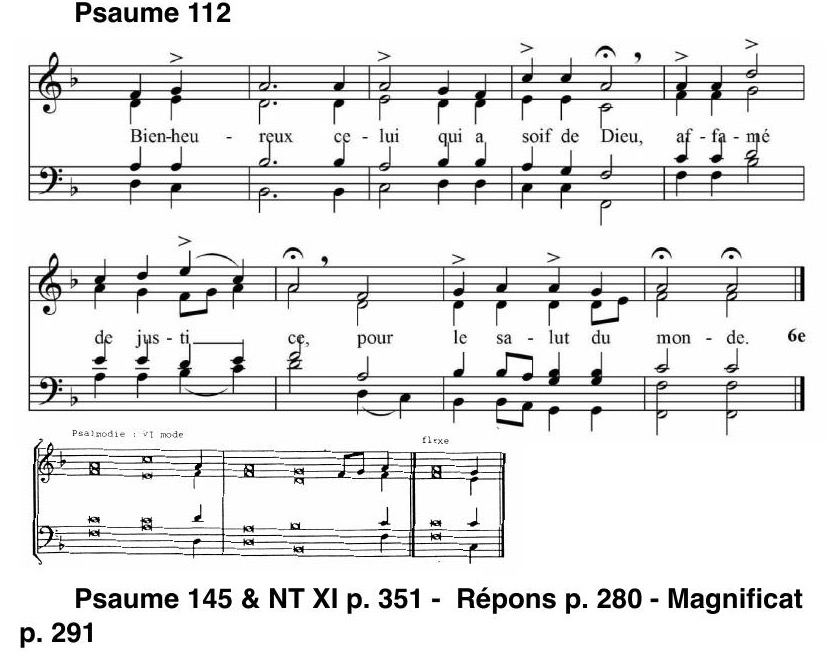 Psaume 112
Bien-heu - reux ce - lui qui a soif de Dieu, af - fa - mé
de jus - ti ce, pour le sa - lut du mon - de. 6e
Psalmodie : VI mode flexe
Psaume 145 & NT XI p. 351 - Répons p. 280 - Magnificat
p. 291